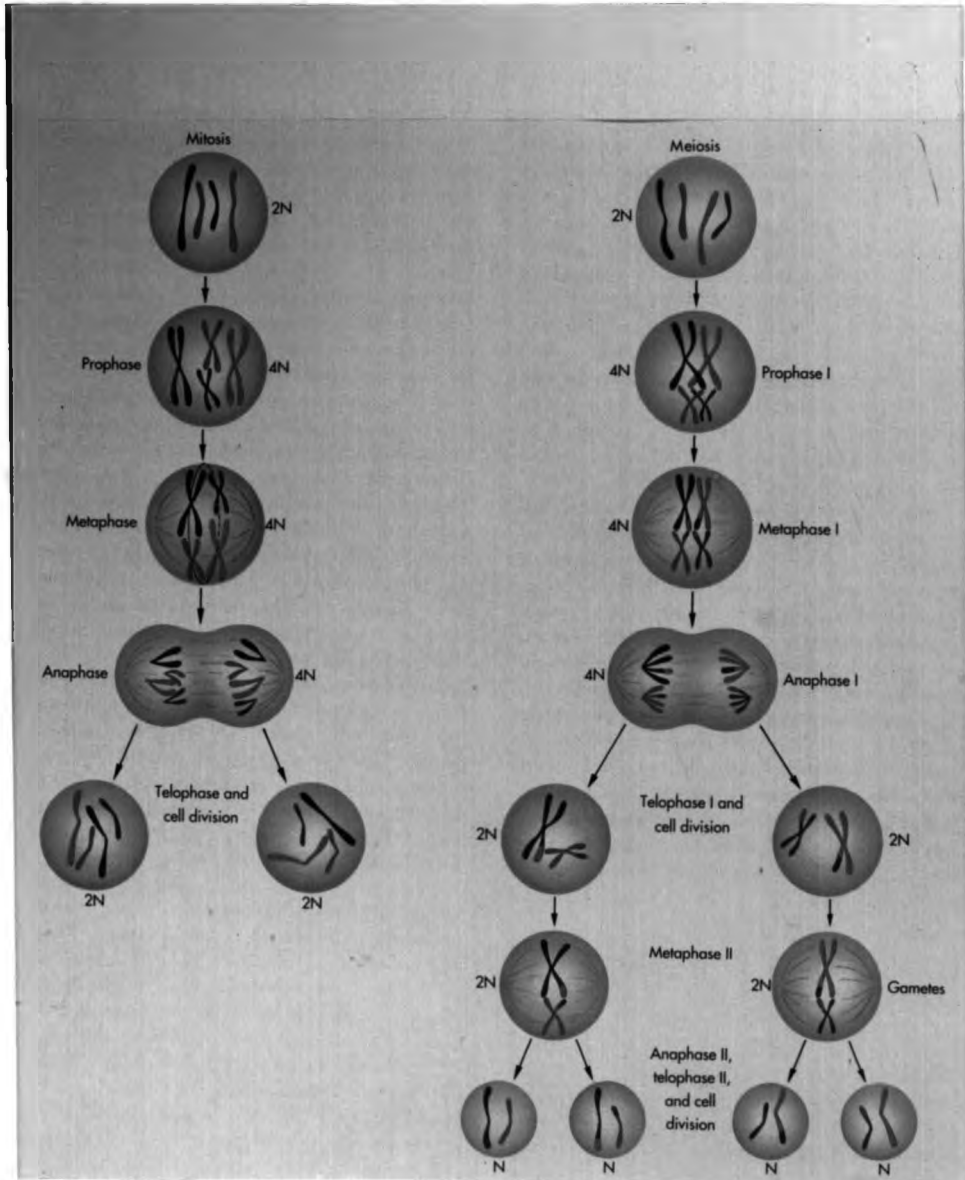 Mitosis
2N
Prophase
4N
Metaphase
4N
Anaphase
4N
Telophase and
cell division
2N
2N
Meiosis
2N
4N
Prophase I
4N
Metaphase I
4N
Anaphase I
2N
Telophase I and
cell division
2N
2N
Metaphase II
2N
Gametes
Anaphase II,
telophase II,
and cell
division
N
N
N
N